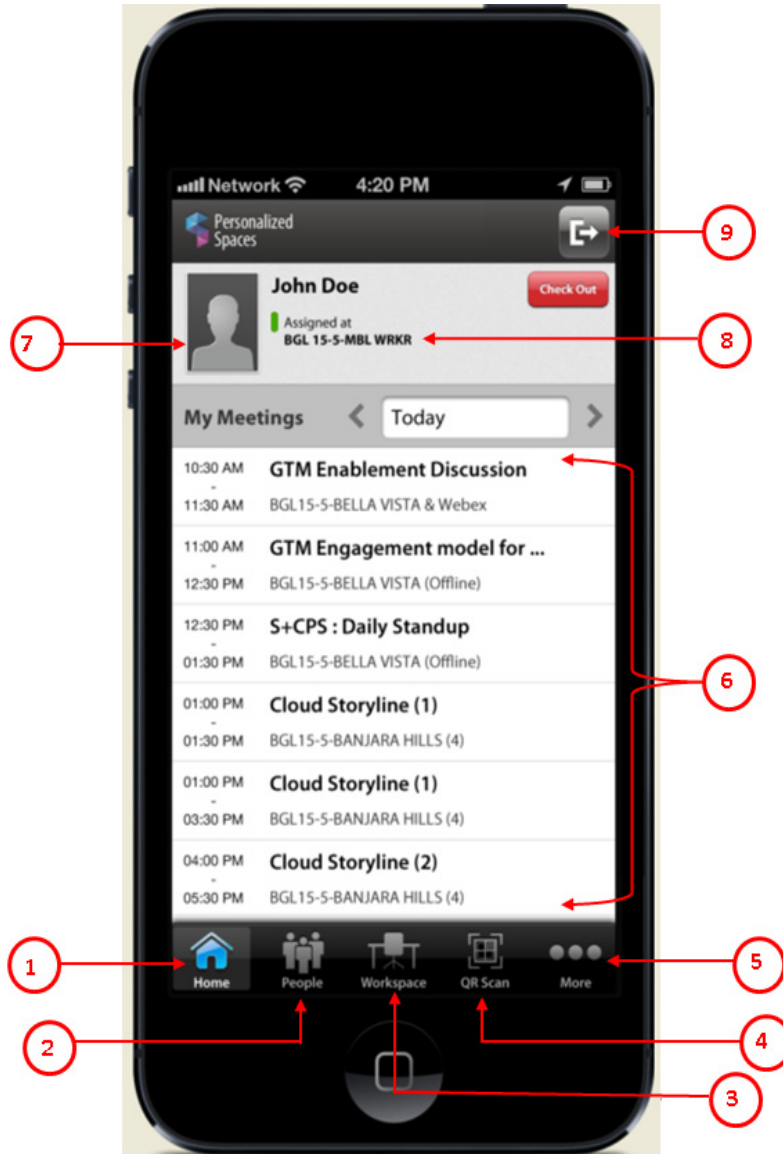 Network 4:20 PM
Personalized
Spaces
9
John Doe
Check Out
Assigned at
BGL 15-5-MBL WRKR
7
8
My Meetings Today
10:30 AM
-
11:30 AM
GTM Enablement Discussion
BGL15-5-BELLA VISTA & Webex
11:00 AM
-
12:30 PM
GTM Engagement model for ...
BGL15-5-BELLA VISTA (Offline)
12:30 PM
-
01:30 PM
S+CPS : Daily Standup
BGL15-5-BELLA VISTA (Offline)
6
01:00 PM
-
01:30 PM
Cloud Storyline (1)
BGL15-5-BANJARA HILLS (4)
01:00 PM
-
03:30 PM
Cloud Storyline (1)
BGL15-5-BANJARA HILLS (4)
04:00 PM
-
05:30 PM
Cloud Storyline (2)
BGL15-5-BANJARA HILLS (4)
1
Home People Workspace QR Scan More
5
2
4
3